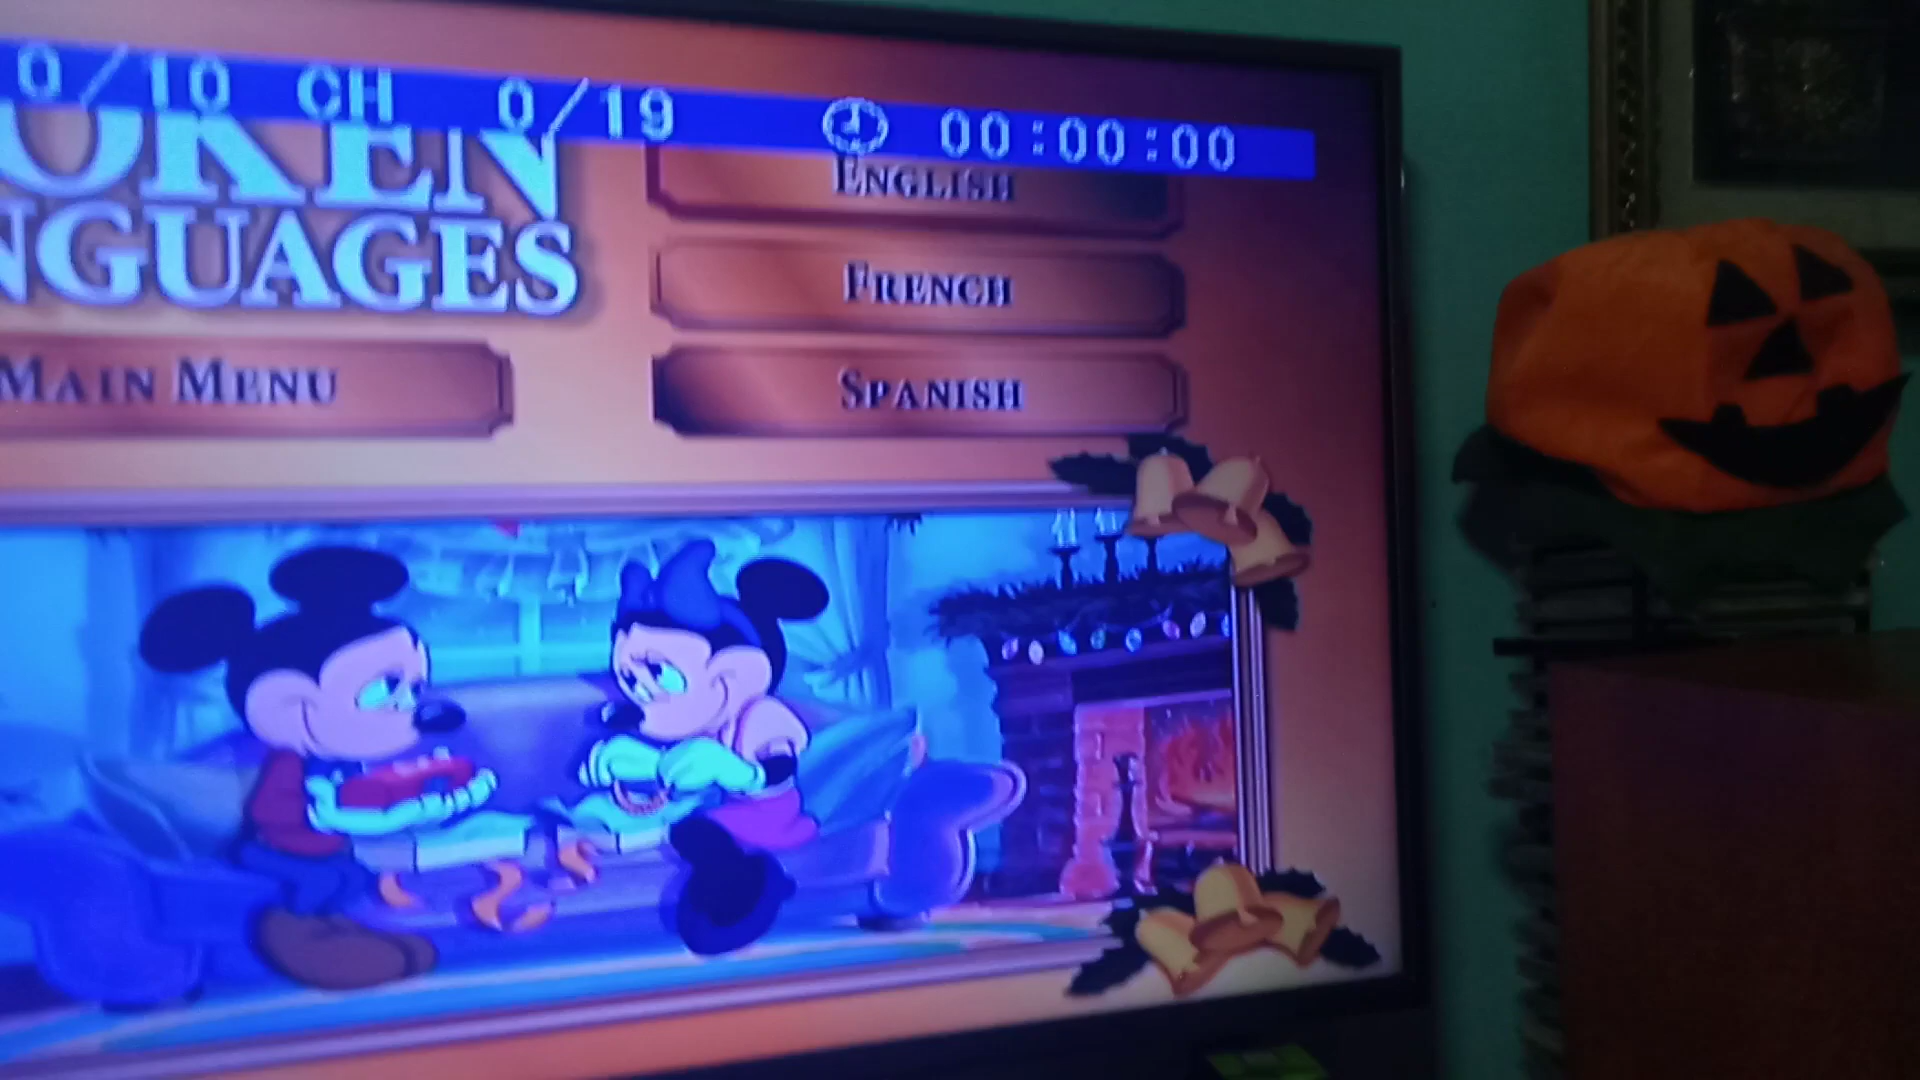 0/10 CH 0/19 00:00:00
OKEN
NGUAGES
MAIN MENU
ENGLISH
FRENCH
SPANISH